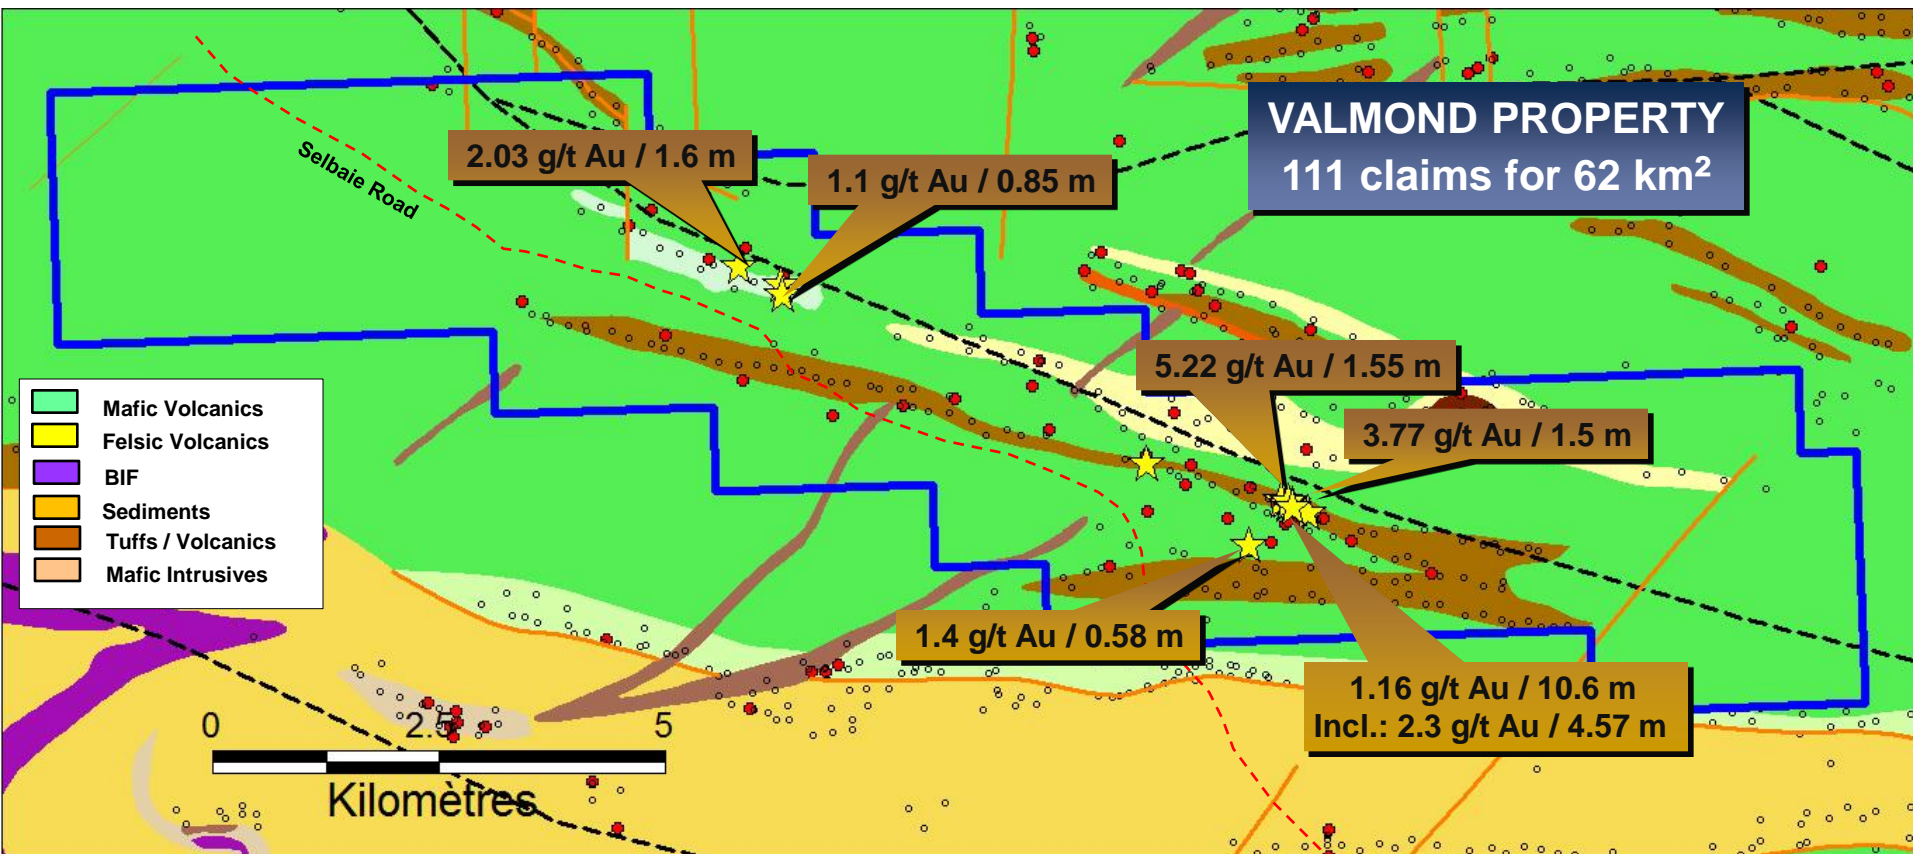 VALMOND PROPERTY
111 claims for 62 km²
2.03 g/t Au / 1.6 m
1.1 g/t Au / 0.85 m
Selbaie Road
5.22 g/t Au / 1.55 m
3.77 g/t Au / 1.5 m
Mafic Volcanics
Felsic Volcanics
BIF
Sediments
Tuffs / Volcanics
Mafic Intrusives
1.4 g/t Au / 0.58 m
1.16 g/t Au / 10.6 m
Incl.: 2.3 g/t Au / 4.57 m
0 2.5 5
Kilomètres